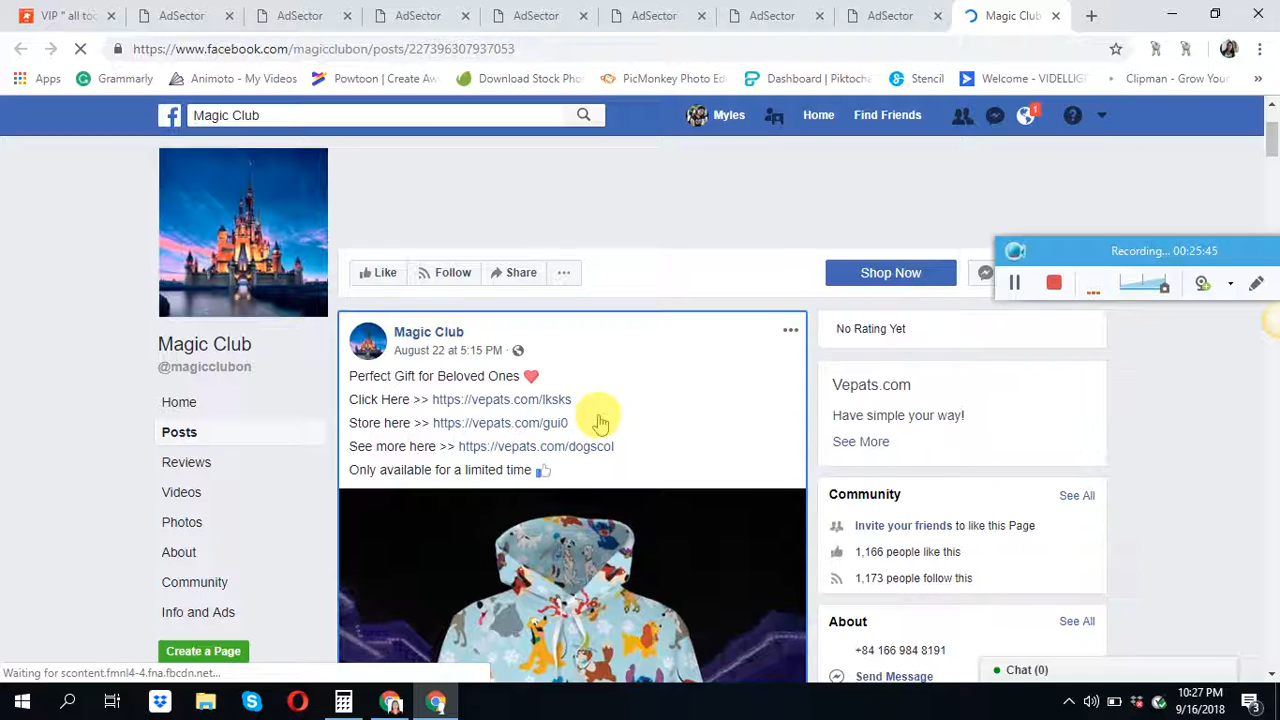 VIP " all too
AdSector
AdSector
AdSector
AdSector
AdSector
AdSector
AdSector
Magic Club
https://www.facebook.com/magicclubon/posts/227396307937053
Apps
Grammarly
Animoto - My Videos
Powtoon | Create Aw
Download Stock Pho
PicMonkey Photo Edi
Dashboard | Piktocha
Stencil
Welcome - VIDELLIG
Clipman - Grow Your
Magic Club
Myles
Home
Find Friends
1
Recording... 00:25:45
Like
Follow
Share
Shop Now
Magic Club
@magicclubon
Home
Posts
Reviews
Videos
Photos
About
Community
Info and Ads
Create a Page
Magic Club
August 22 at 5:15 PM ·
Perfect Gift for Beloved Ones
Click Here >> https://vepats.com/lksks
Store here >> https://vepats.com/gui0
See more here >> https://vepats.com/dogscol
Only available for a limited time
No Rating Yet
Vepats.com
Have simple your way!
See More
Community
See All
Invite your friends to like this Page
1,166 people like this
1,173 people follow this
About
See All
+84 166 984 8191
Send Message
Chat (0)
Waiting for scontent.fmnl4-4.fna.fbcdn.net...
10:27 PM
9/16/2018
3